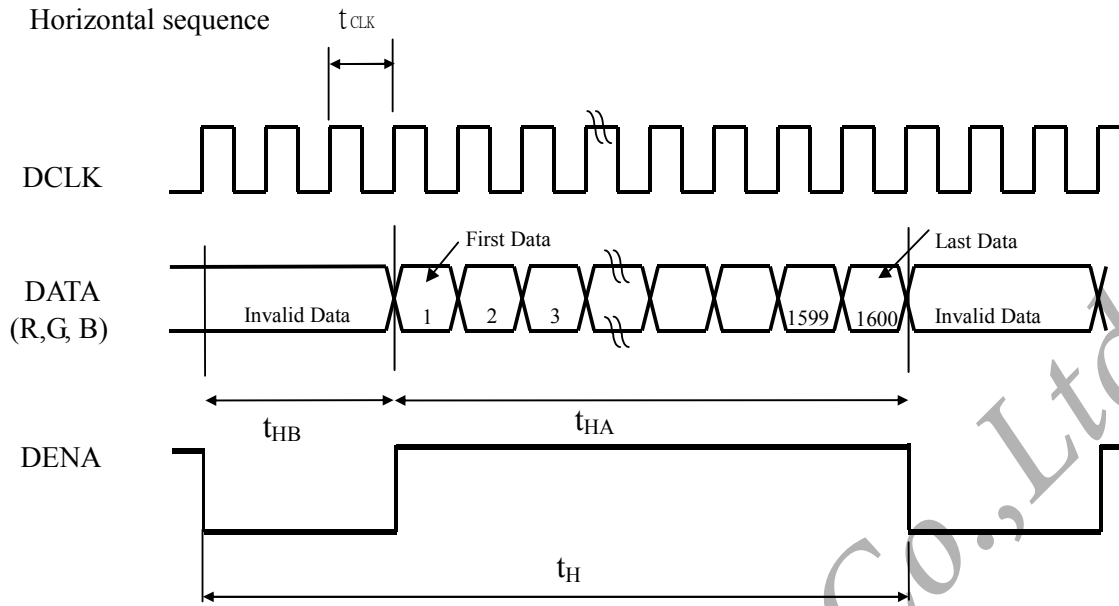 Horizontal sequence
tCLK
DCLK
First Data
Last Data
DATA
(R,G, B)
Invalid Data
1
2
3
1599
1600
Invalid Data
tHB
tHA
DENA
tH
Co.,Ltd